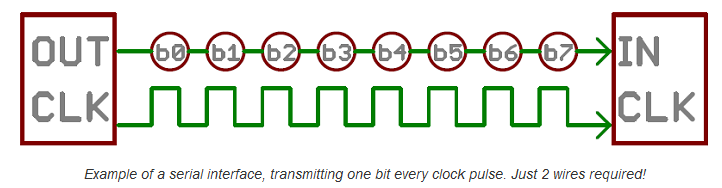 OUT b0 b1 b2 b3 b4 b5 b6 b7 IN
CLK CLK
Example of a serial interface, transmitting one bit every clock pulse. Just 2 wires required!